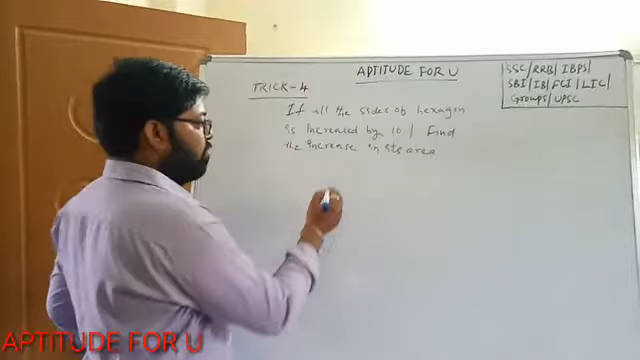 APTITUDE FOR U
SSC/RRB/IBPS/
SBI/IB/FCI/LIC/
Groups/UPSC
TRICK-4
If all the sides of hexagon
is increased by 10 / Find
the increase in its area
APTITUDE FOR U